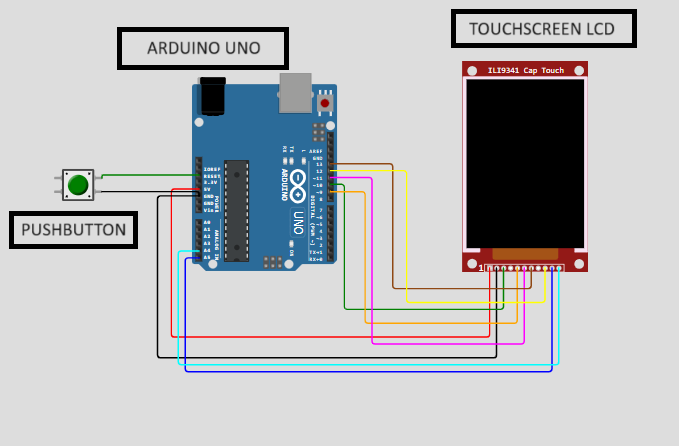 TOUCHSCREEN LCD
ARDUINO UNO
ILI9341 Cap Touch
PUSHBUTTON
IOREF
RESET
3.3V
5V
GND
GND
Vin
POWER
A0
A1
A2
A3
A4
A5
ANALOG IN
RX
TX
L
ARDUINO
UNO
ON
AREF
GND
13
12
~11
~10
~9
8
7
~6
~5
4
~3
2
TX→1
RX←0
DIGITAL (PWM ~)
1